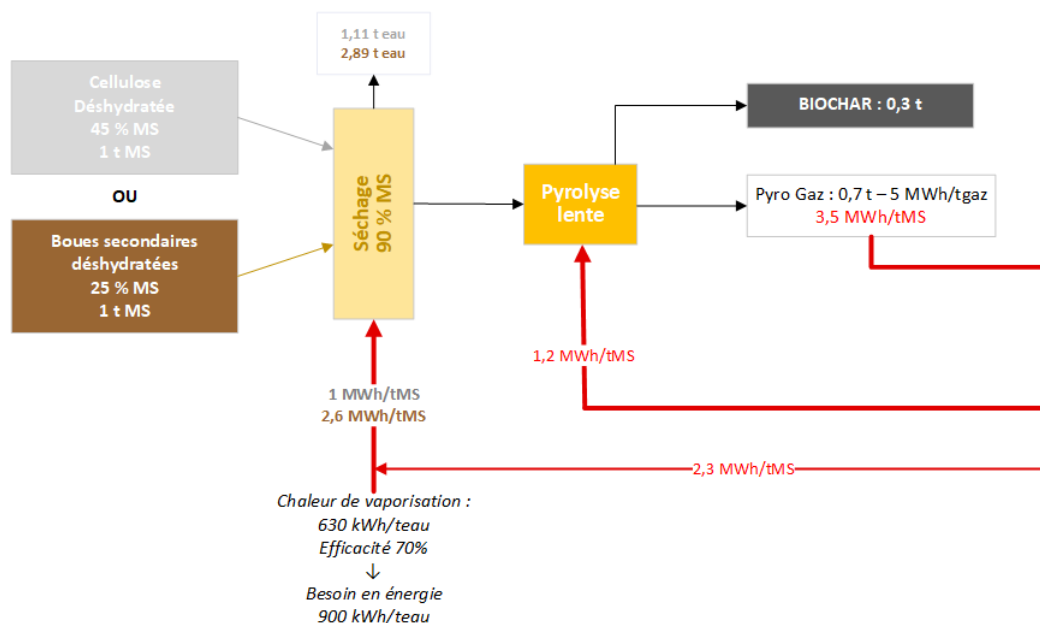 1,11 t eau
2,89 t eau
Cellulose
Déshydratée
45 % MS
1 t MS
OU
Boues secondaires
déshydratées
25 % MS
1 t MS
Séchage
90 % MS
Pyrolyse
lente
BIOCHAR : 0,3 t
Pyro Gaz : 0,7 t – 5 MWh/tgaz
3,5 MWh/tMS
1,2 MWh/tMS
1 MWh/tMS
2,6 MWh/tMS
2,3 MWh/tMS
Chaleur de vaporisation :
630 kWh/teau
Efficacité 70%
↓
Besoin en énergie
900 kWh/teau